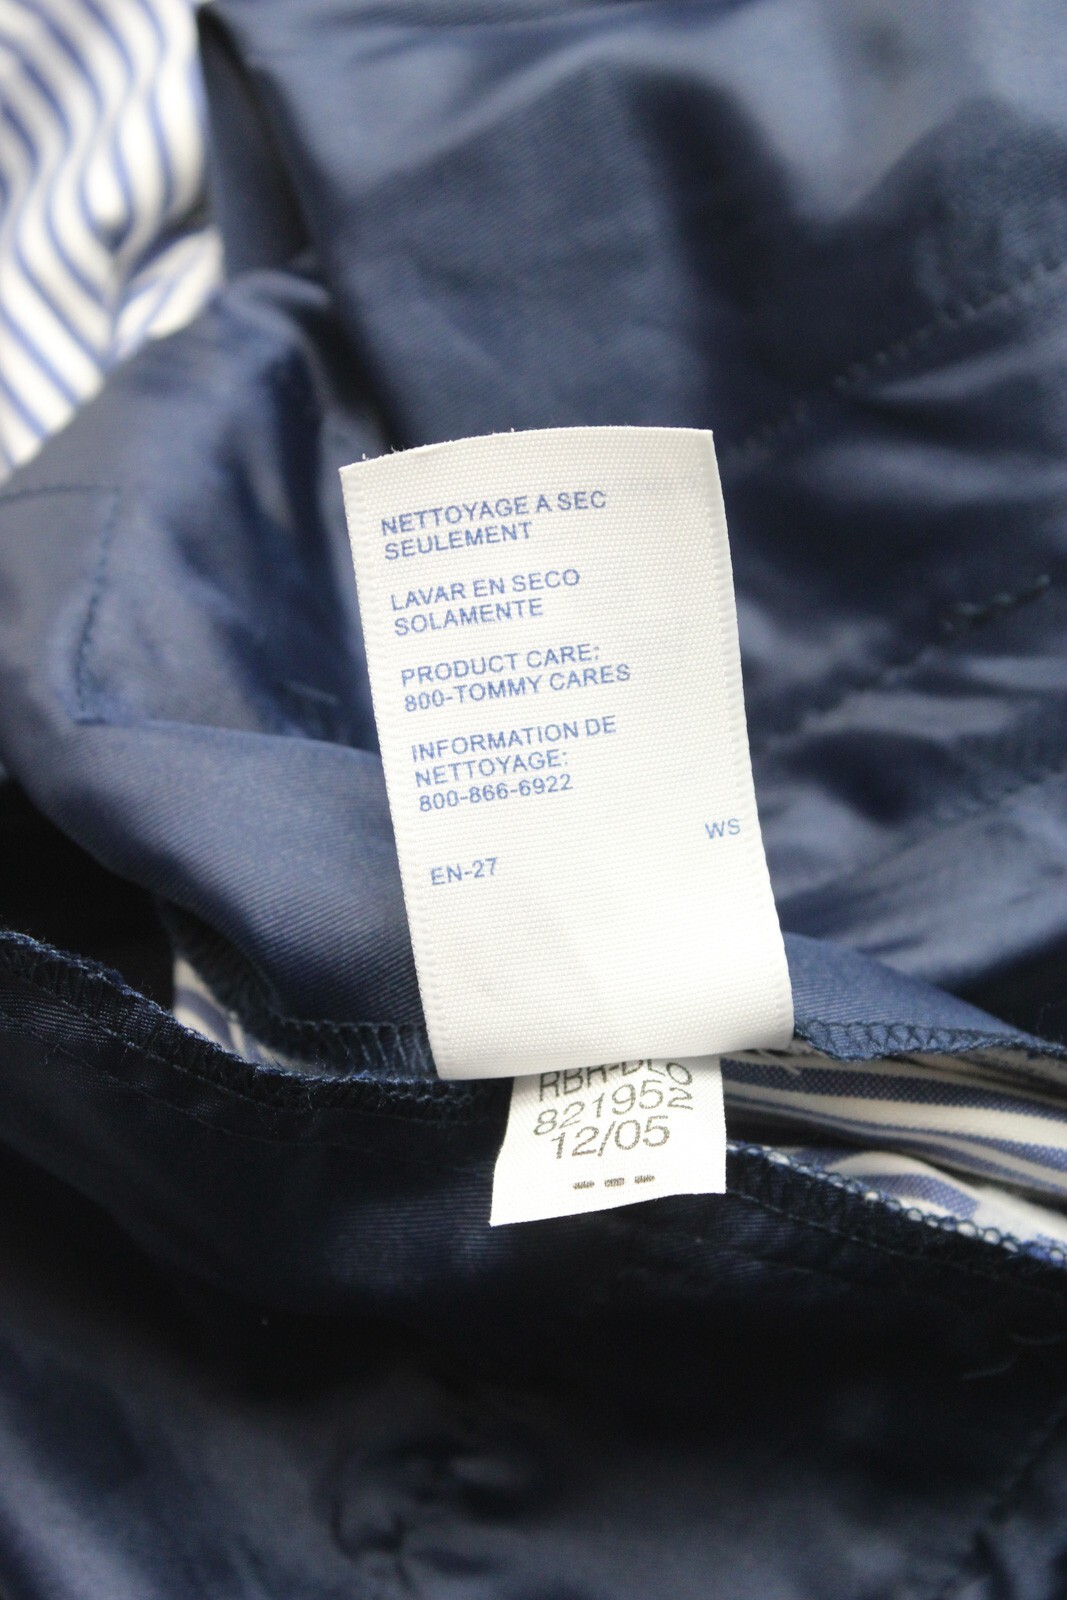 NETTOYAGE A SEC
SEULEMENT
LAVAR EN SECO
SOLAMENTE
PRODUCT CARE:
800-TOMMY CARES
INFORMATION DE
NETTOYAGE:
800-866-6922
WS
EN-27
821952
12/05